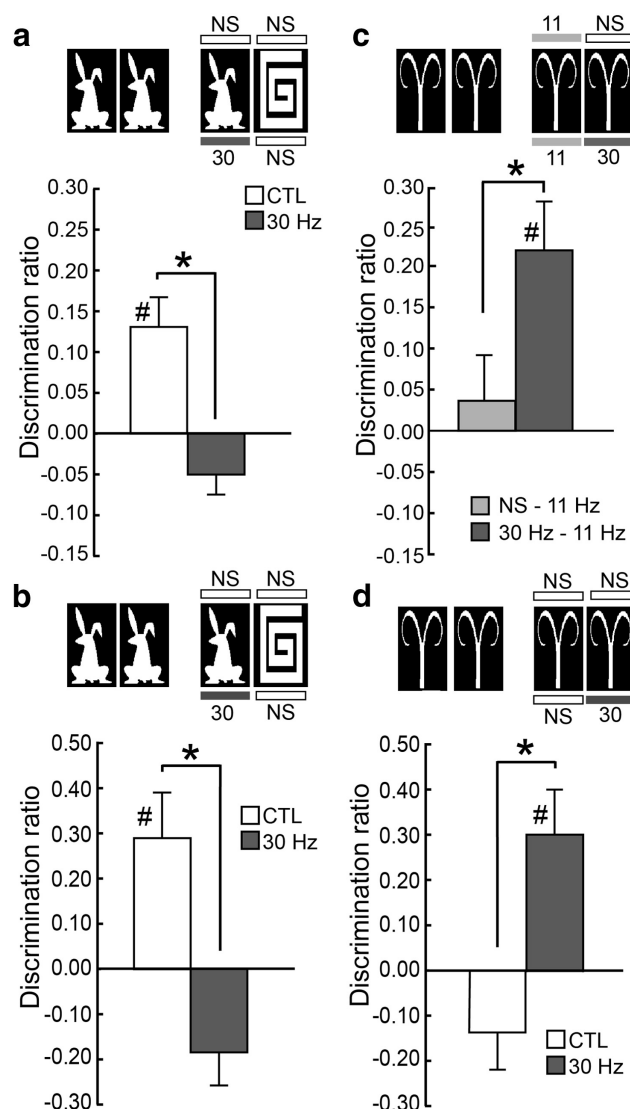 a
NS NS
30 NS
Discrimination ratio
0.30
0.25
0.20
0.15
0.10
0.05
0.00
-0.05
-0.10
-0.15
CTL
30 Hz
*
#
c
11 NS
11 30
Discrimination ratio
0.30
0.25
0.20
0.15
0.10
0.05
0.00
-0.05
-0.10
-0.15
*
#
NS - 11 Hz
30 Hz - 11 Hz
b
NS NS
30 NS
Discrimination ratio
0.50
0.40
0.30
0.20
0.10
0.00
-0.10
-0.20
-0.30
*
#
CTL
30 Hz
d
NS NS
NS 30
Discrimination ratio
0.50
0.40
0.30
0.20
0.10
0.00
-0.10
-0.20
-0.30
*
#
CTL
30 Hz